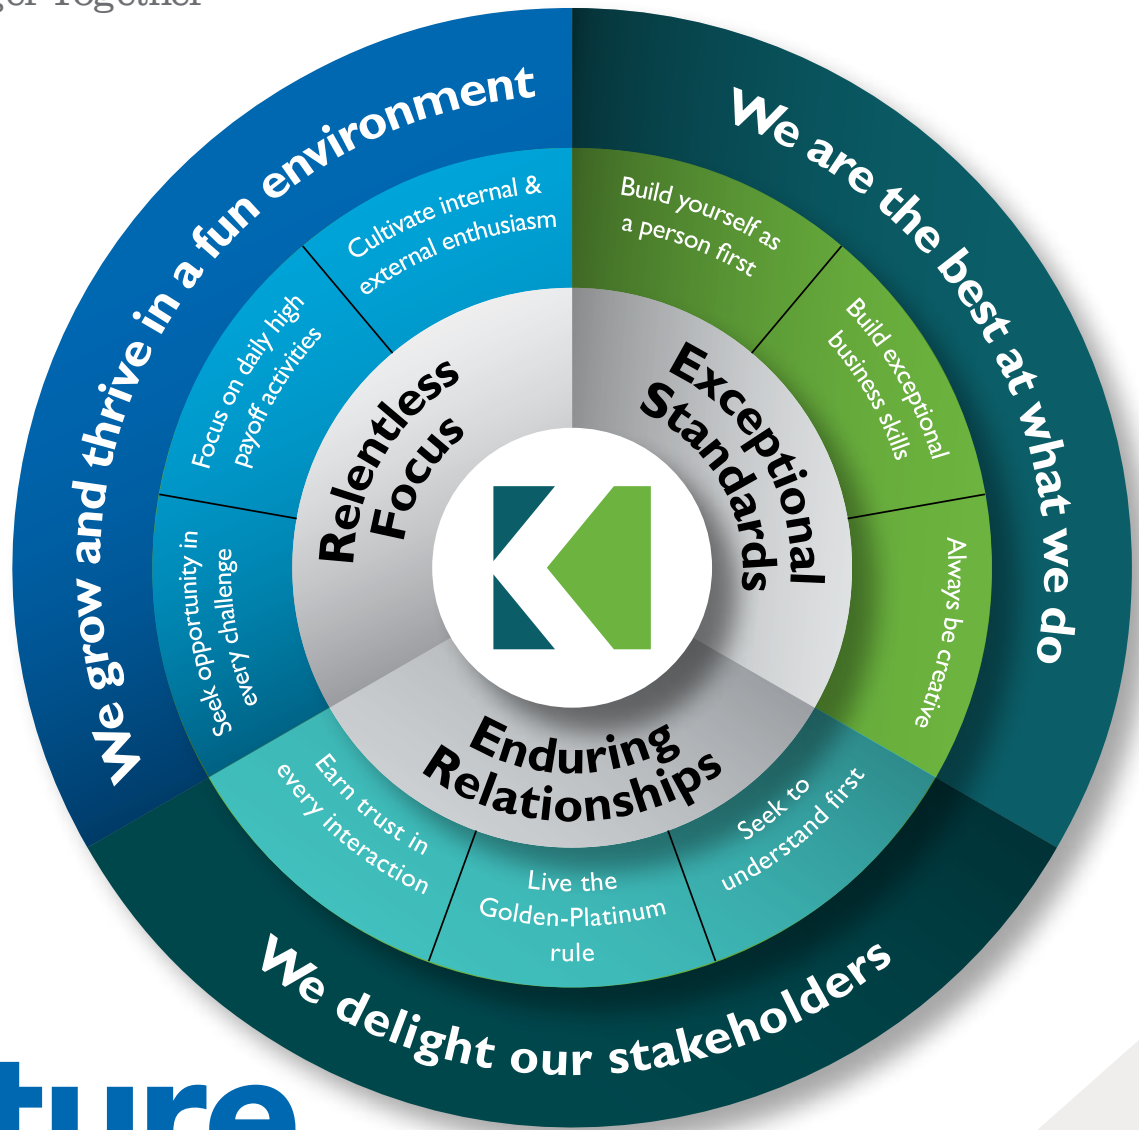 Together
We grow and thrive in a fun environment
We are the best at what we do
We delight our stakeholders
Cultivate internal &
external enthusiasm
Focus on daily high
payoff activities
Seek opportunity in
every challenge
Build yourself as
a person first
Build exceptional
business skills
Always be creative
Seek to
understand first
Live the
Golden-Platinum
rule
Earn trust in
every interaction
Relentless
Focus
Exceptional
Standards
Enduring
Relationships
K
ture